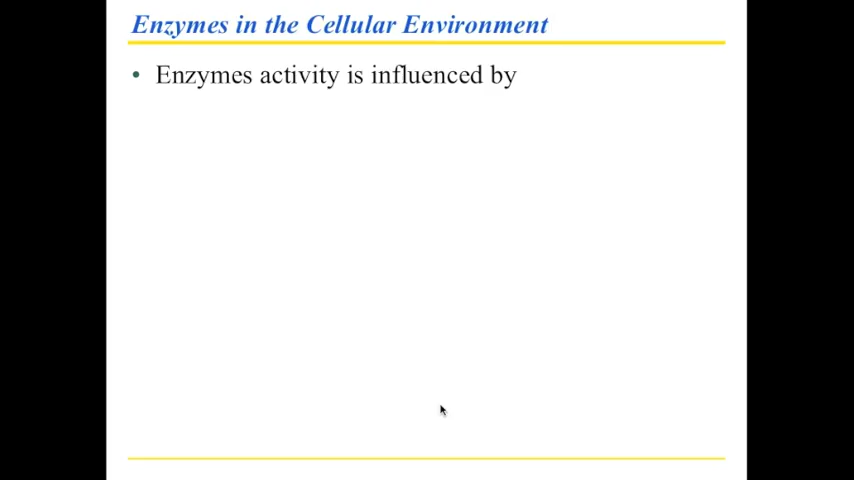 Enzymes in the Cellular Environment
• Enzymes activity is influenced by